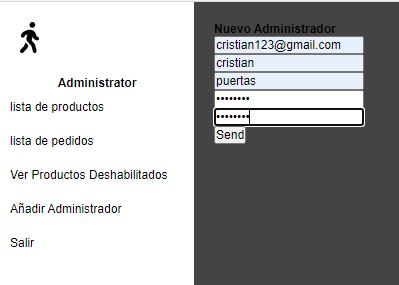 Administrator
lista de productos
lista de pedidos
Ver Productos Deshabilitados
Añadir Administrador
Salir
Nuevo Administrador
cristian123@gmail.com
cristian
puertas
••••••••
••••••••
Send